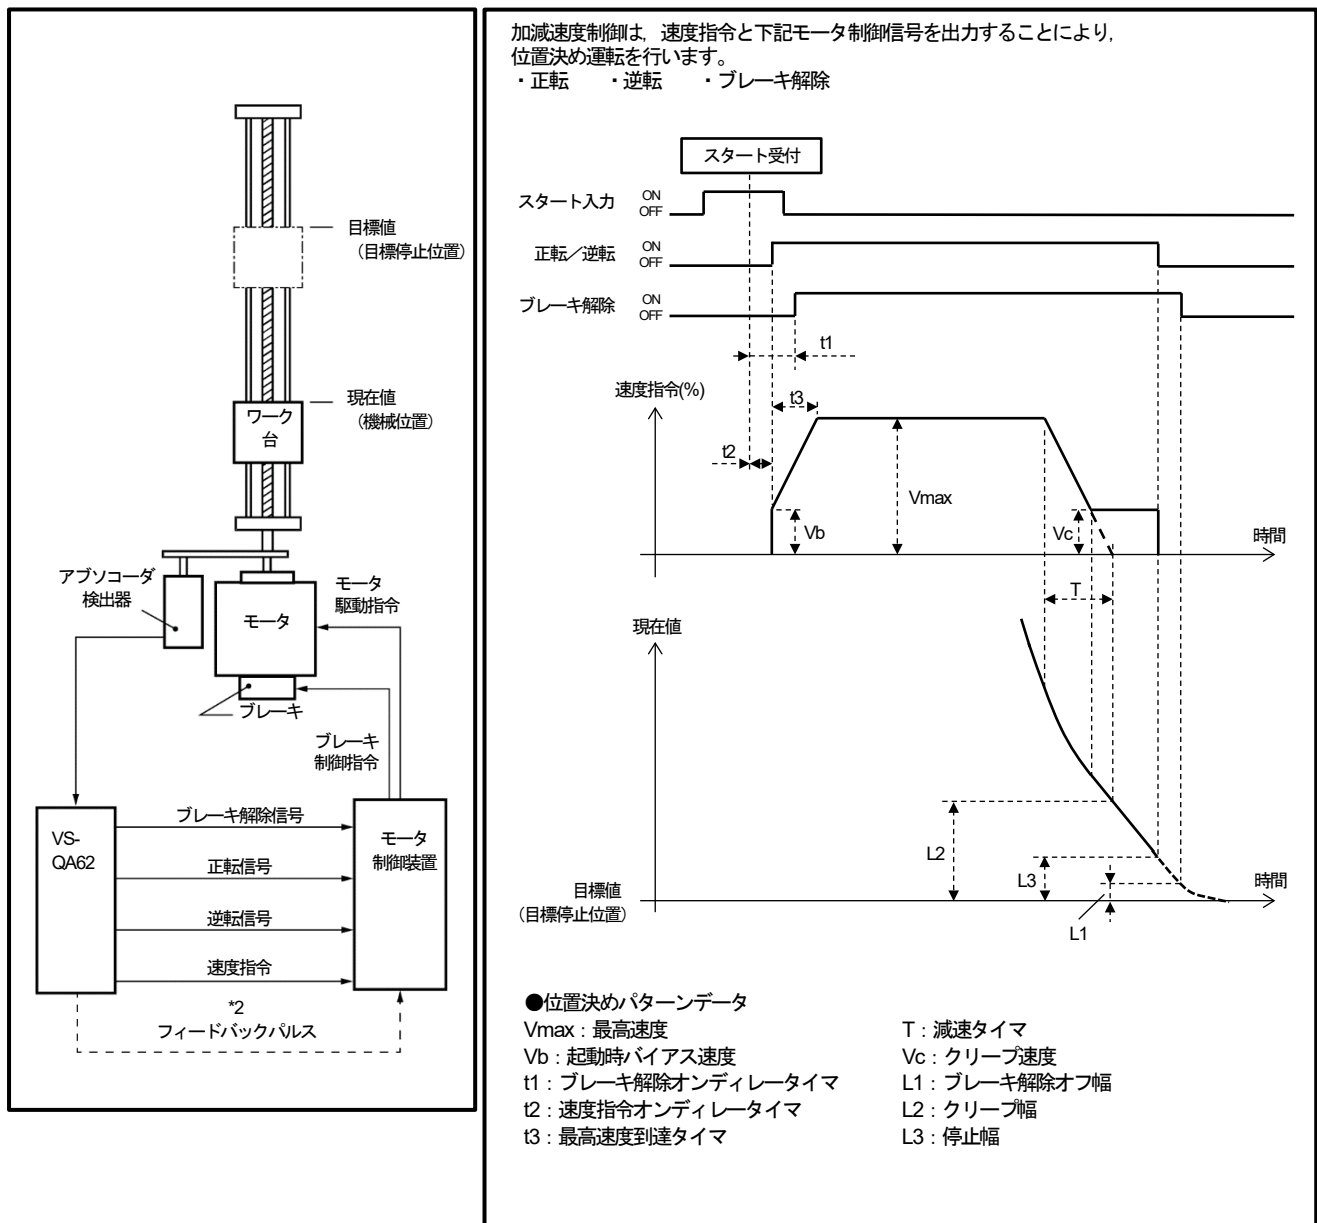 目標値
（目標停止位置）
現在値
（機械位置）
ワーク
台
アブソコーダ
検出器
モータ
駆動指令
モータ
ブレーキ
ブレーキ
制御指令
VS-
QA62
ブレーキ解除信号
正転信号
逆転信号
速度指令
モータ
制御装置
*2
フィードバックパルス
加減速度制御は，速度指令と下記モータ制御信号を出力することにより，
位置決め運転を行います。
・正転　・逆転　・ブレーキ解除
スタート受付
スタート入力 ON
OFF
正転／逆転 ON
OFF
ブレーキ解除 ON
OFF
t1
速度指令(%)
t3
t2
Vmax
Vb
Vc
時間
T
現在値
L2
L3
L1
目標値
（目標停止位置）
時間
●位置決めパターンデータ
Vmax：最高速度
Vb：起動時バイアス速度
t1：ブレーキ解除オンディレータイマ
t2：速度指令オンディレータイマ
t3：最高速度到達タイマ
T：減速タイマ
Vc：クリープ速度
L1：ブレーキ解除オフ幅
L2：クリープ幅
L3：停止幅